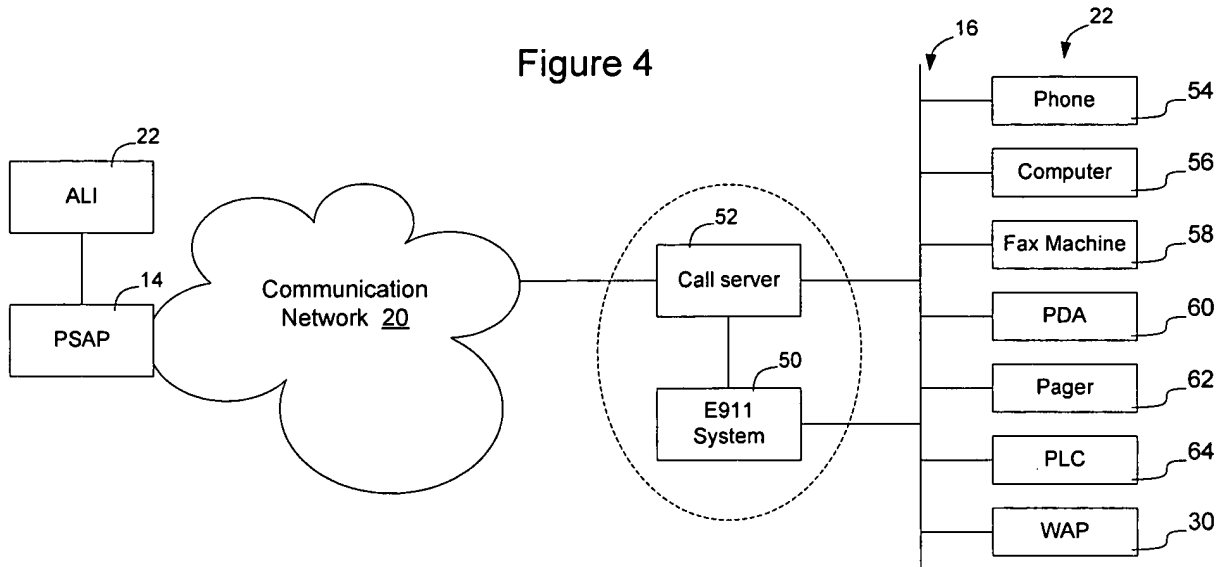 Figure 4
16
22
Phone
54
22
ALI
Computer
56
52
Fax Machine
58
14
Call server
Communication
Network 20
PSAP
PDA
60
50
Pager
62
E911
System
PLC
64
WAP
30